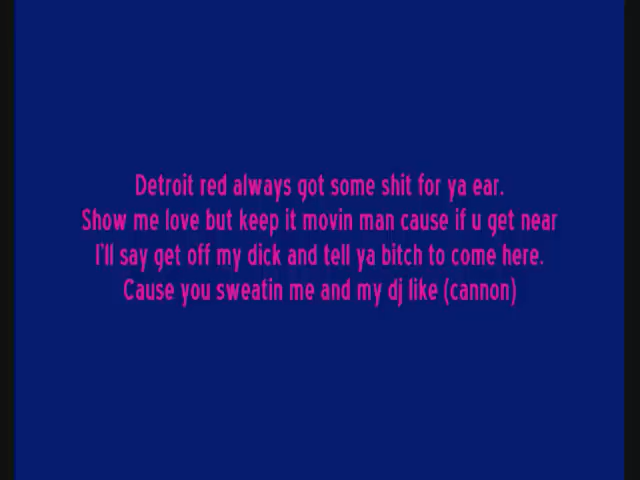 Detroit red always got some shit for ya ear.
Show me love but keep it movin man cause if u get near
I'll say get off my dick and tell ya bitch to come here.
Cause you sweatin me and my dj like (cannon)